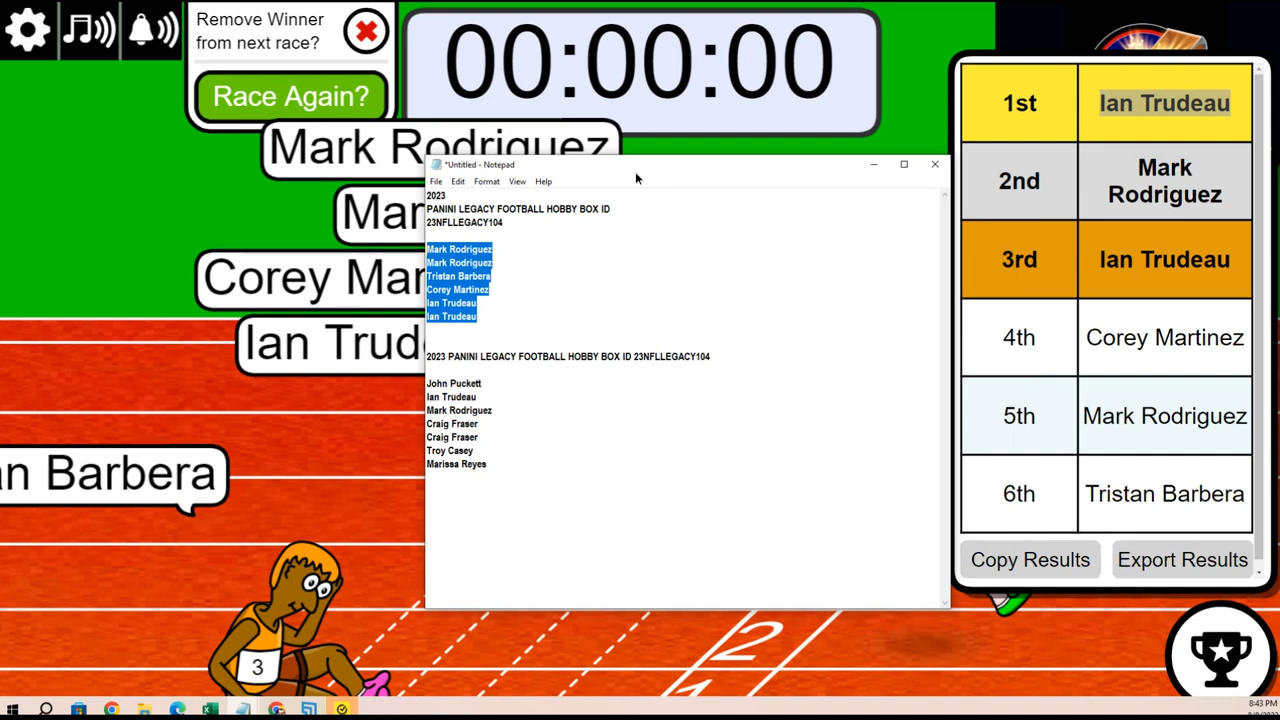 Remove Winner
from next race?
Race Again?
00:00:00
Mark Rodriguez
Mar
Corey Mar
Ian Trud
an Barbera
3
2
1
*Untitled - Notepad
File Edit Format View Help
2023
PANINI LEGACY FOOTBALL HOBBY BOX ID
23NFLLEGACY104
Mark Rodriguez
Mark Rodriguez
Tristan Barbera
Corey Martinez
Ian Trudeau
Ian Trudeau
2023 PANINI LEGACY FOOTBALL HOBBY BOX ID 23NFLLEGACY104
John Puckett
Ian Trudeau
Mark Rodriguez
Craig Fraser
Craig Fraser
Troy Casey
Marissa Reyes
1st Ian Trudeau
2nd Mark
Rodriguez
3rd Ian Trudeau
4th Corey Martinez
5th Mark Rodriguez
6th Tristan Barbera
Copy Results Export Results
8:43 PM